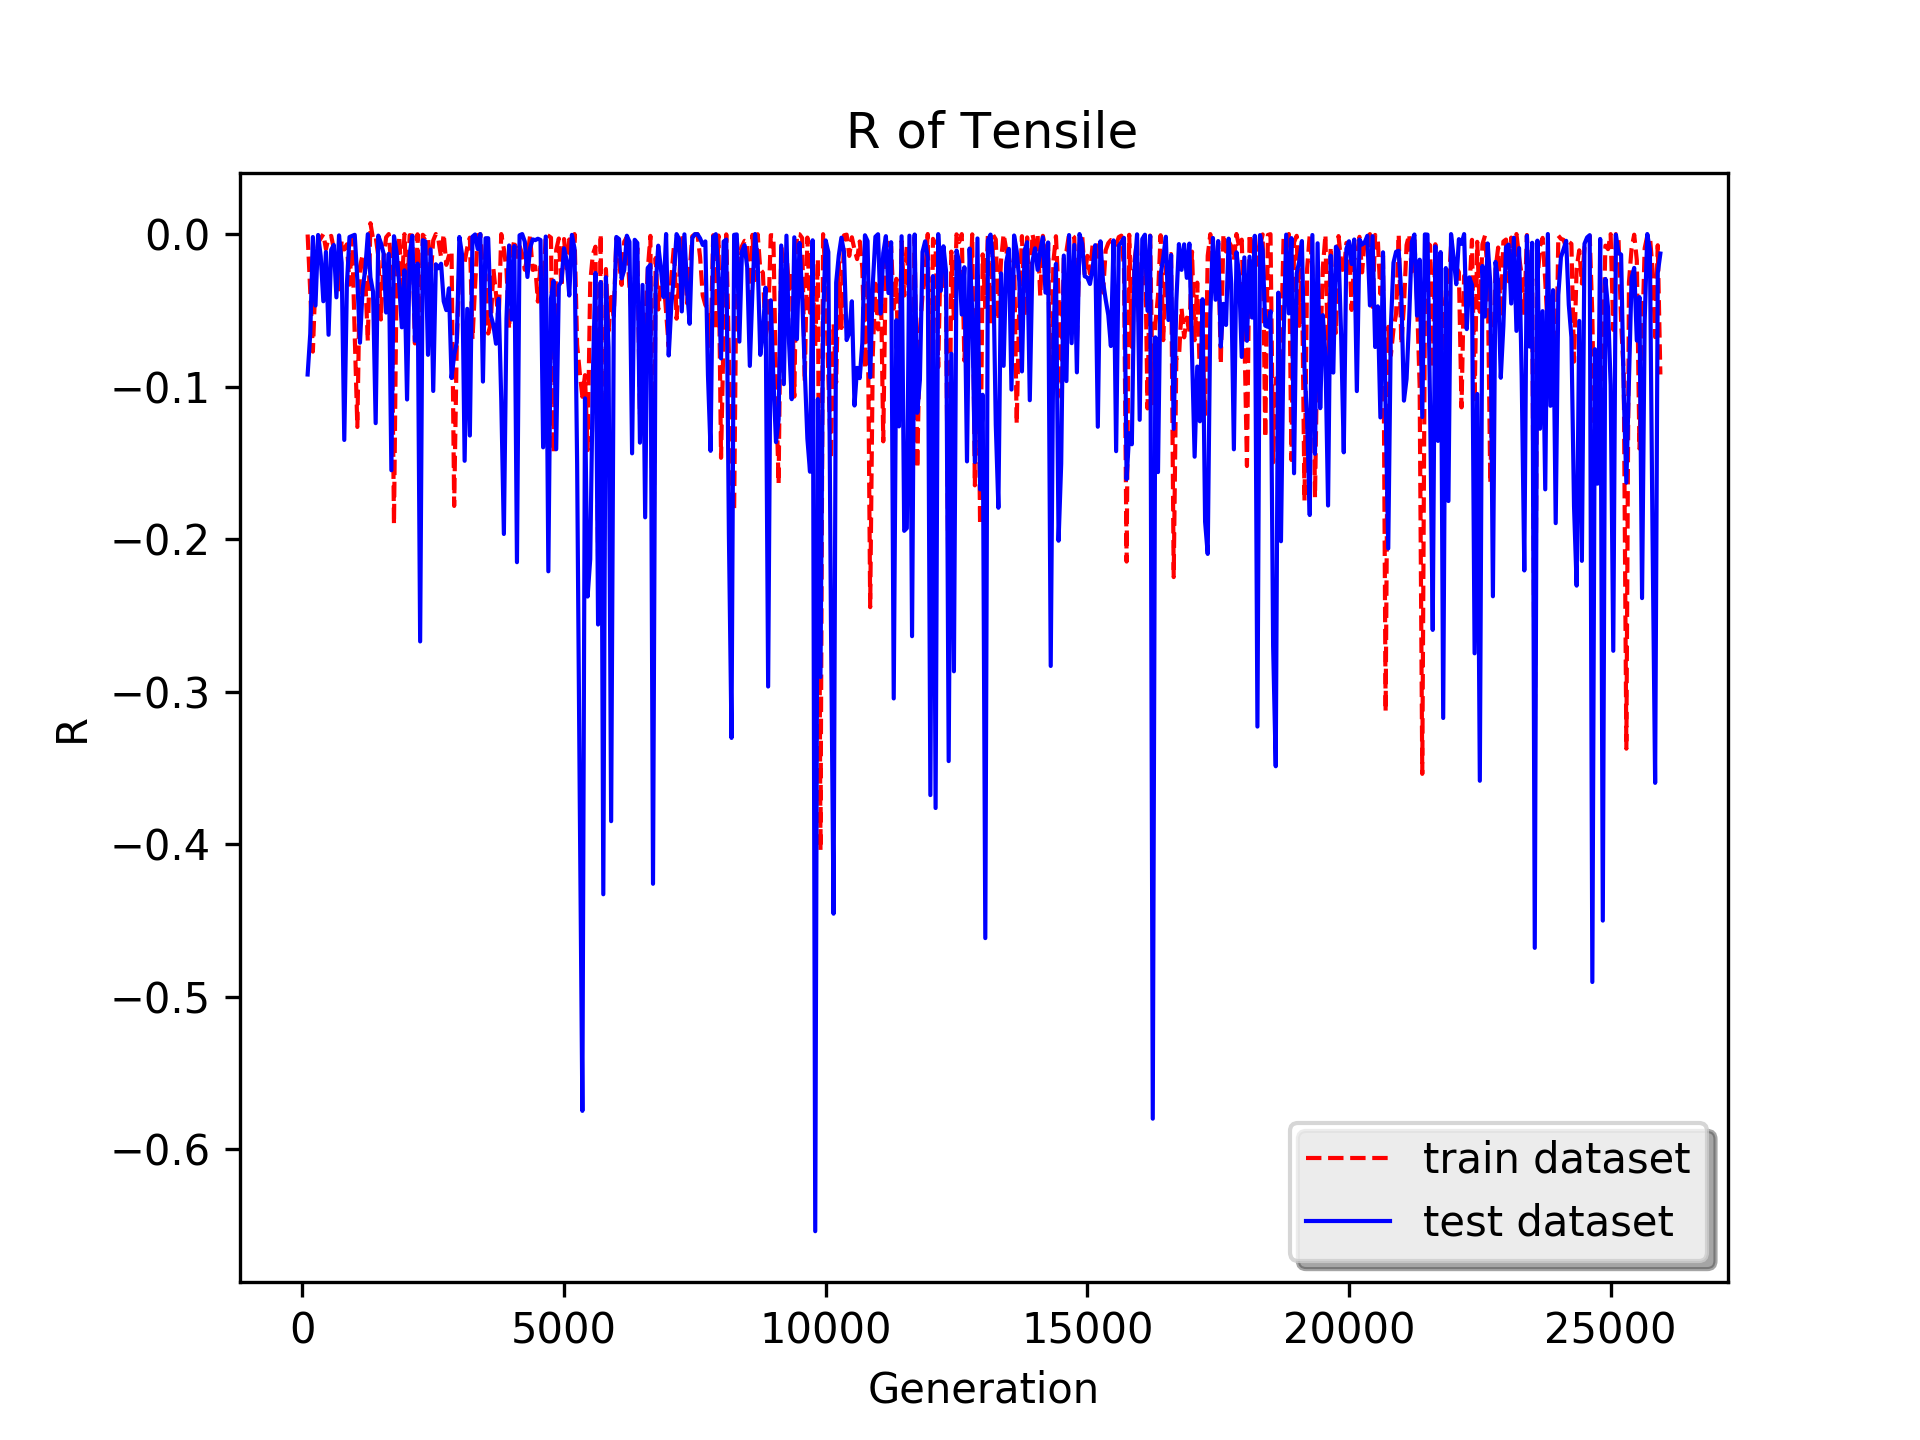 R of Tensile
0.0
−0.1
−0.2
−0.3
−0.4
−0.5
−0.6
R
train dataset
test dataset
0 5000 10000 15000 20000 25000
Generation